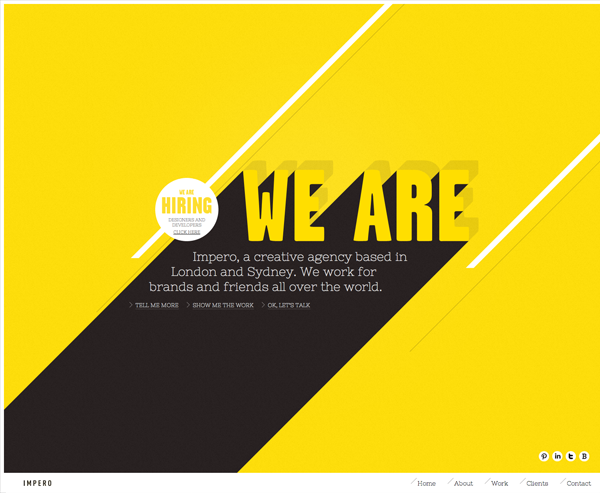 WE ARE
HIRING
DESIGNERS AND
DEVELOPERS
CLICK HERE
WE ARE
Impero, a creative agency based in
London and Sydney. We work for
brands and friends all over the world.
TELL ME MORE SHOW ME THE WORK OK, LET'S TALK
IMPERO Home About Work Clients Contact